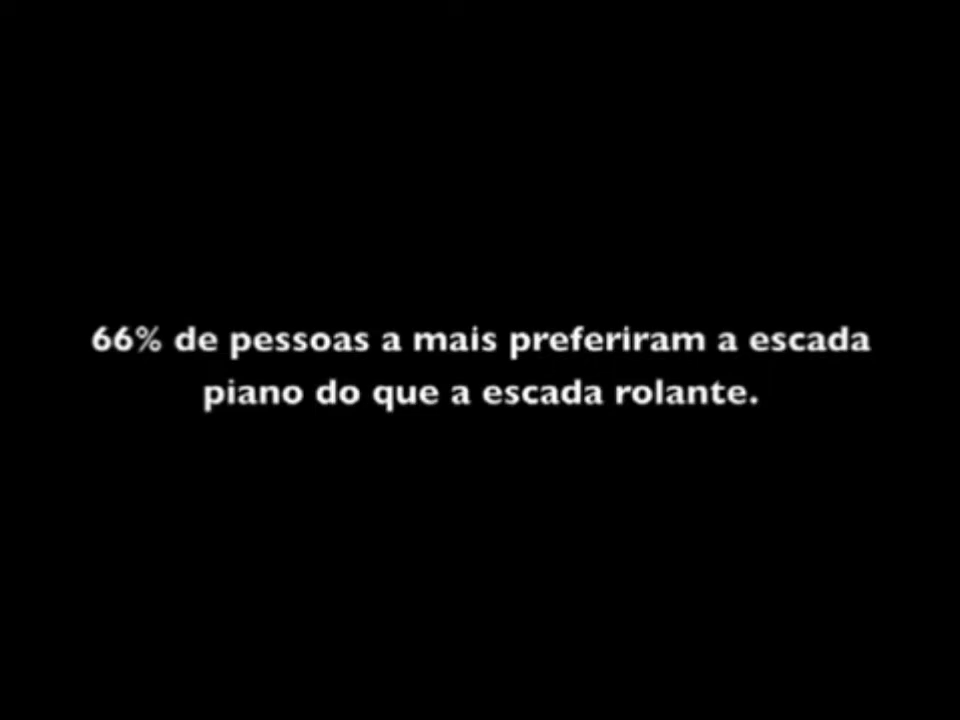 66% de pessoas a mais preferiram a escada
piano do que a escada rolante.